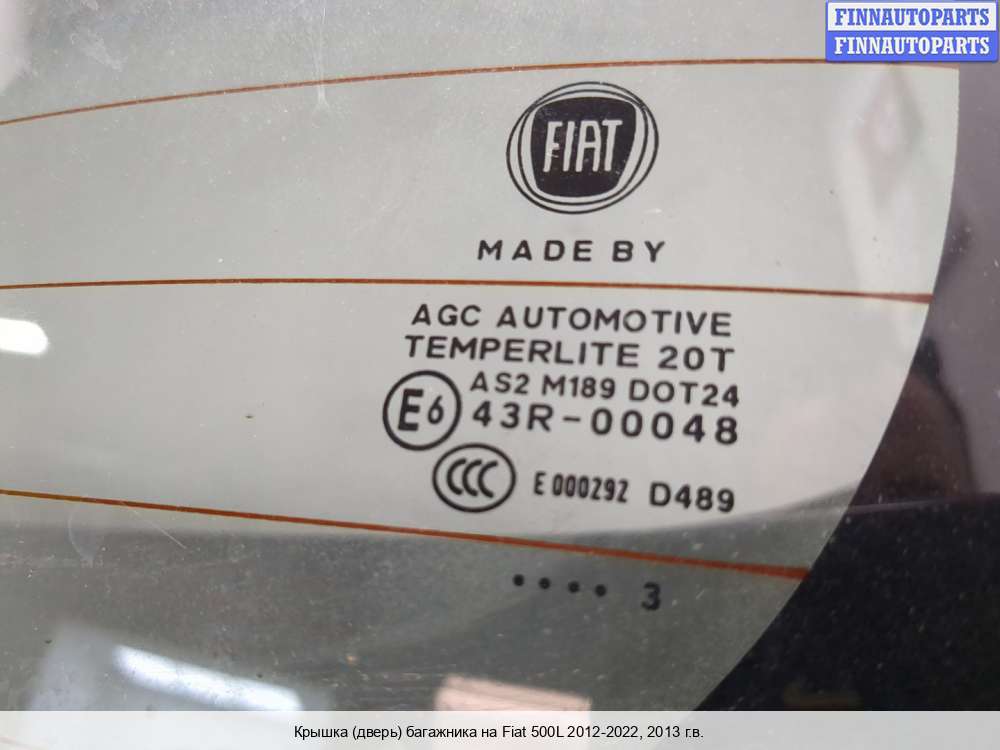 FINNAUTOPARTS
FINNAUTOPARTS
FIAT
MADE BY
AGC AUTOMOTIVE
TEMPERLITE 20T
AS2 M189 DOT24
E6 43R-00048
CCC E 000292 D489
.... 3
Крышка (дверь) багажника на Fiat 500L 2012-2022, 2013 г.в.